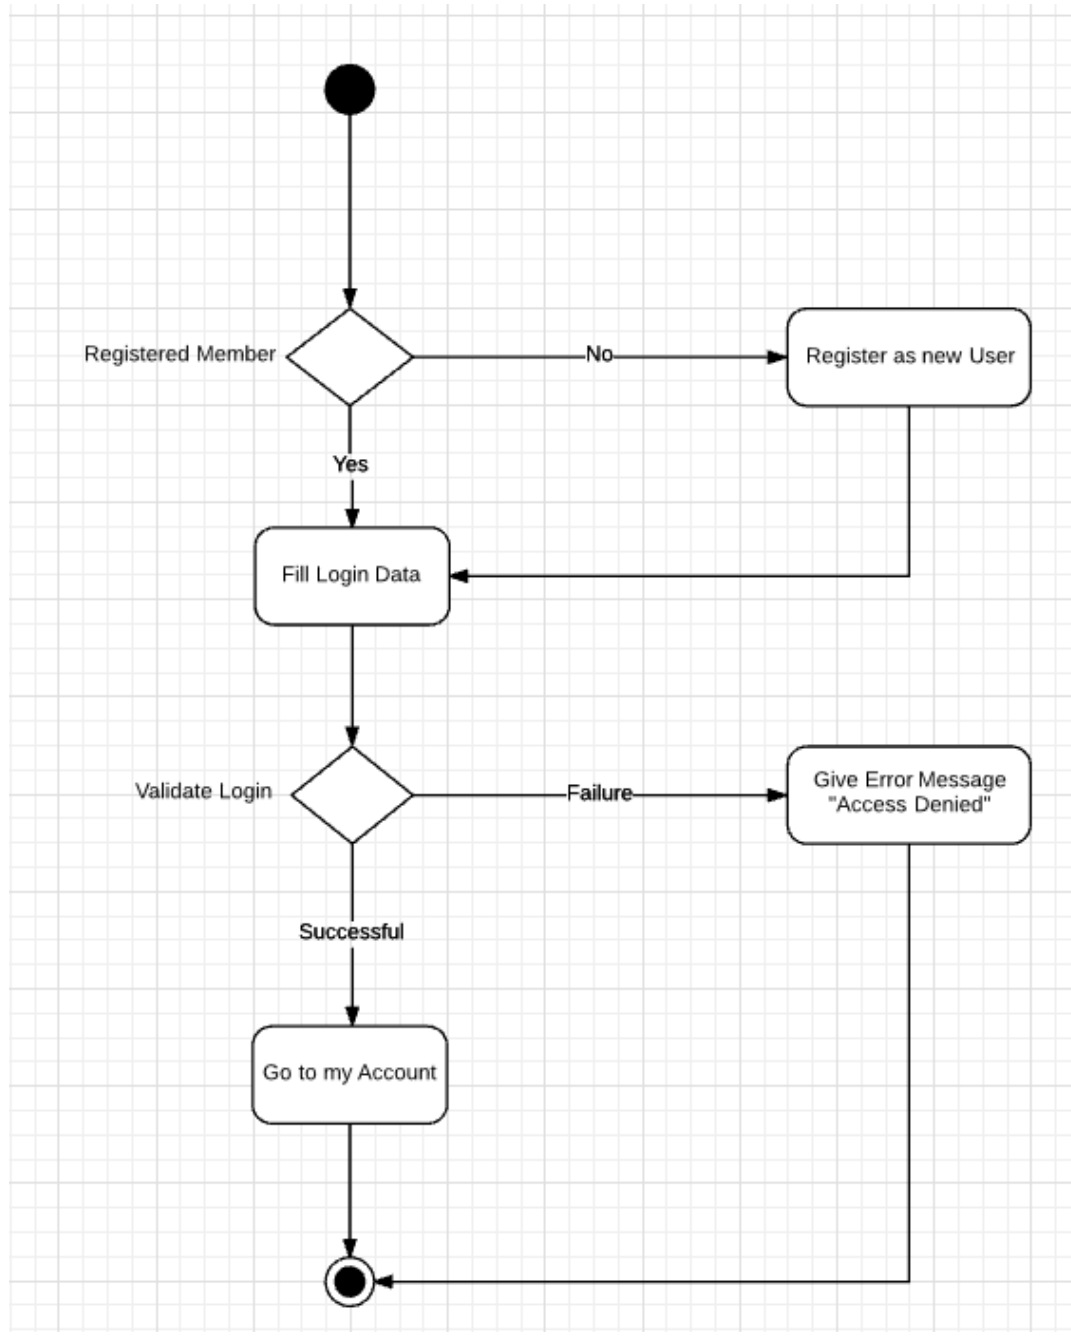 Registered Member
No
Register as new User
Yes
Fill Login Data
Validate Login
Failure
Give Error Message
"Access Denied"
Successful
Go to my Account